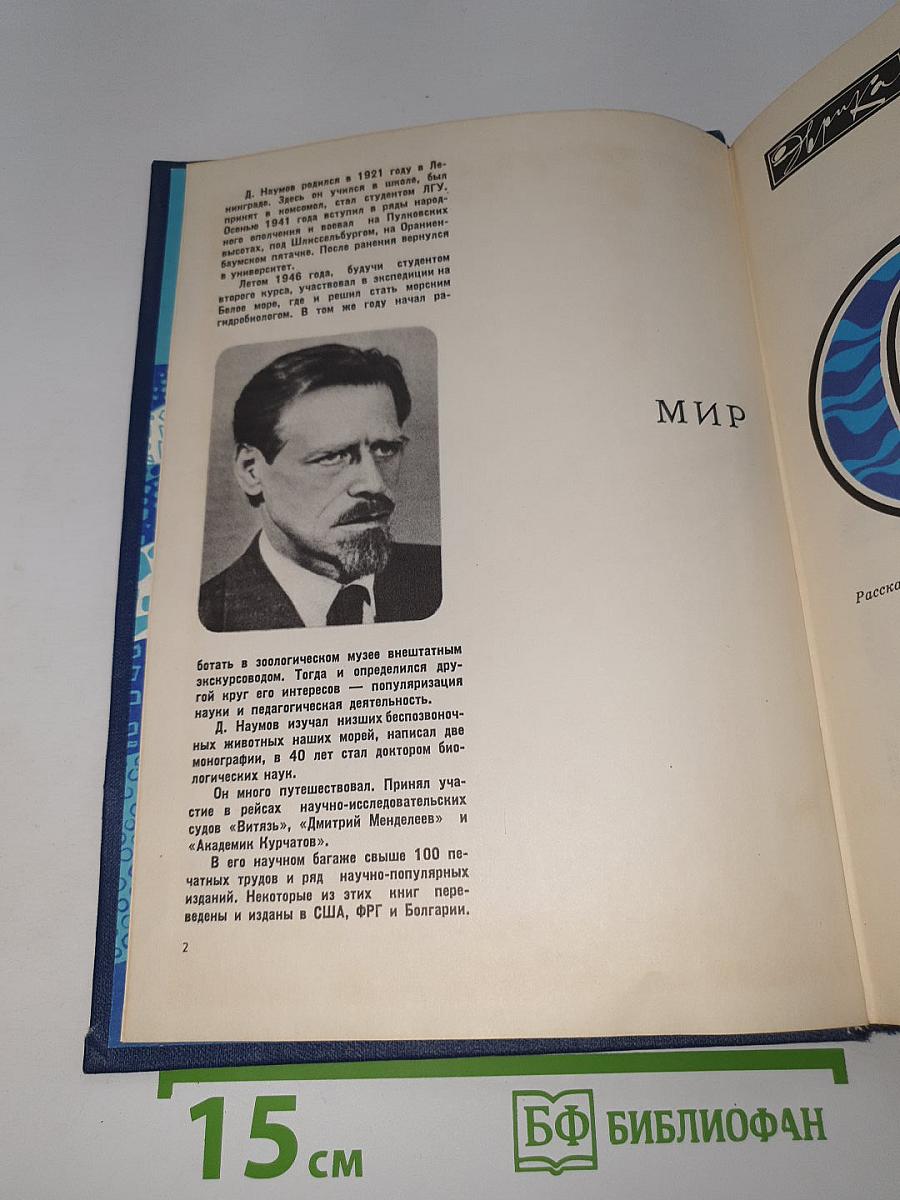 Д. Наумов родился в 1921 году в Ле-
нинграде. Здесь он учился в школе, был
принят в комсомол, стал студентом ЛГУ.
Осенью 1941 года вступил в ряды народ-
ного ополчения и воевал на Пулковских
высотах, под Шлиссельбургом, на Ораниен-
баумском пятачке. После ранения вернулся
в университет.
Летом 1946 года, будучи студентом
второго курса, участвовал в экспедиции на
Белое море, где и решил стать морским
гидробиологом. В том же году начал ра-
ботать в зоологическом музее внештатным
экскурсоводом. Тогда и определился дру-
гой круг его интересов — популяризация
науки и педагогическая деятельность.
Д. Наумов изучал низших беспозвоноч-
ных животных наших морей, написал две
монографии, в 40 лет стал доктором био-
логических наук.
Он много путешествовал. Принял уча-
стие в рейсах научно-исследовательских
судов «Витязь», «Дмитрий Менделеев» и
«Академик Курчатов».
В его научном багаже свыше 100 пе-
чатных трудов и ряд научно-популярных
изданий. Некоторые из этих книг пере-
ведены и изданы в США, ФРГ и Болгарии.
2
МИР
Эврика
Расска
15 см
БФ БИБЛИОФАН